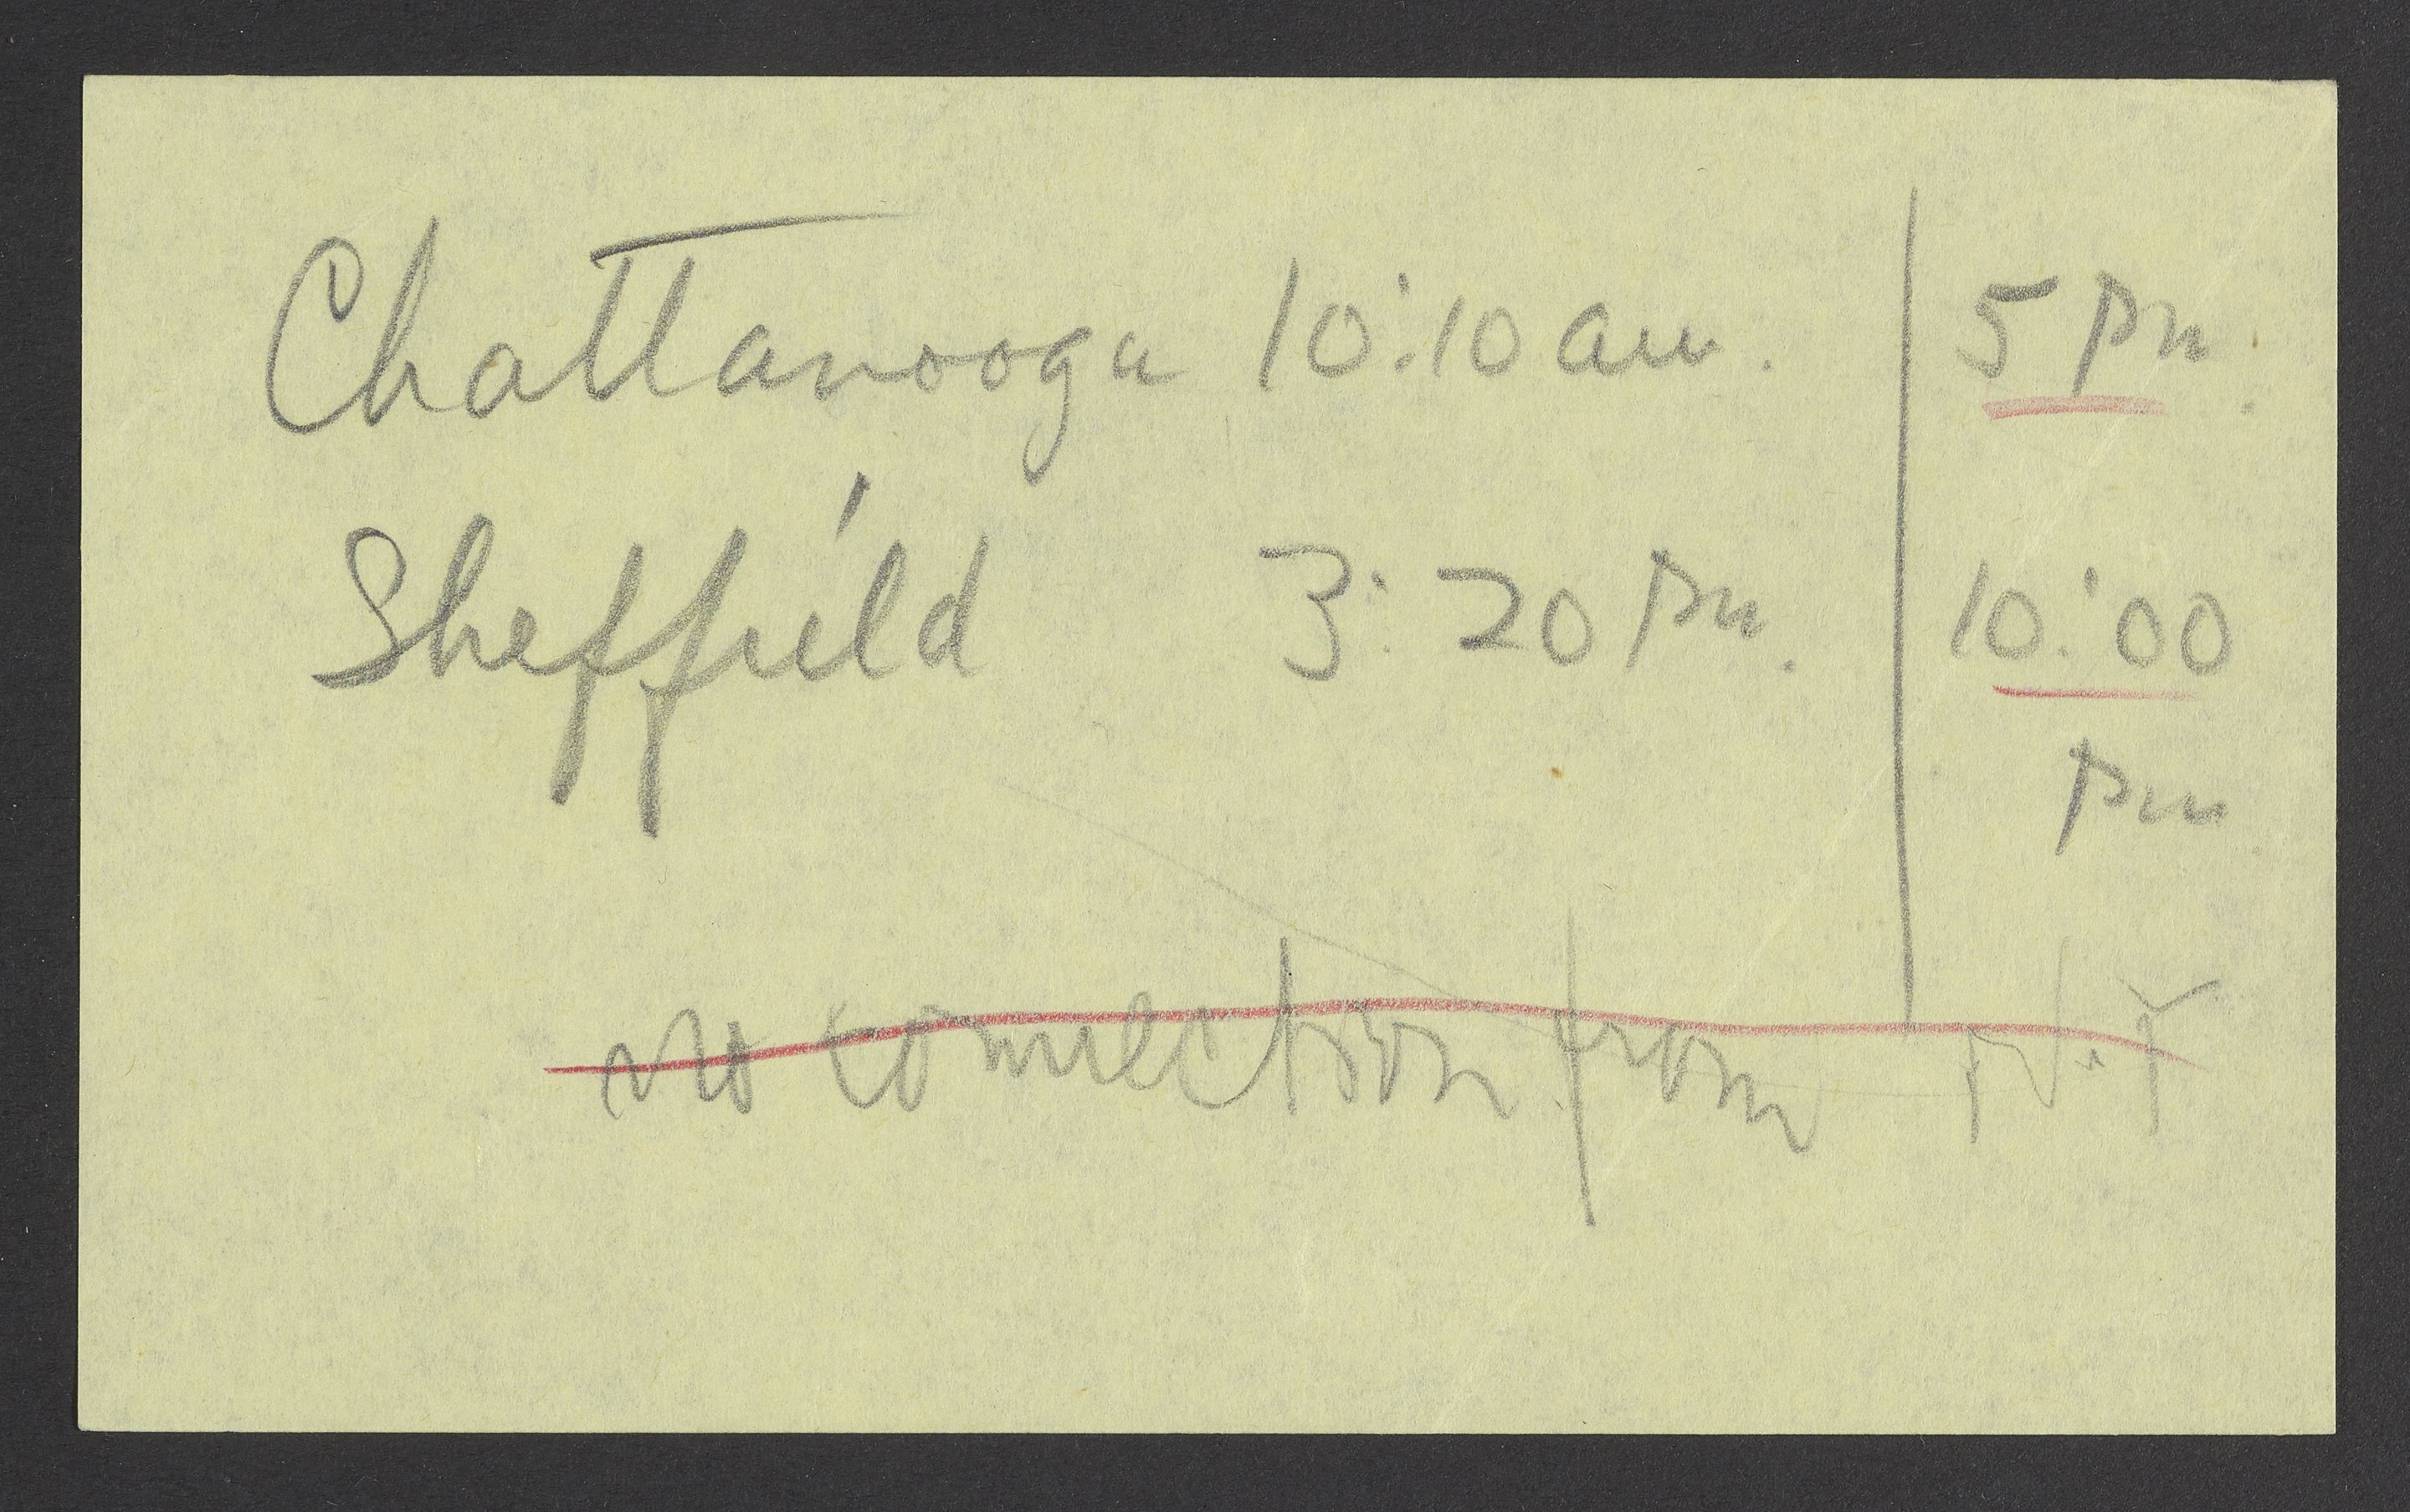 Chattanooga 10:10 am. 5 pm.
Sheffield 3:20 pm. 10:00
pm
no connection from N.Y